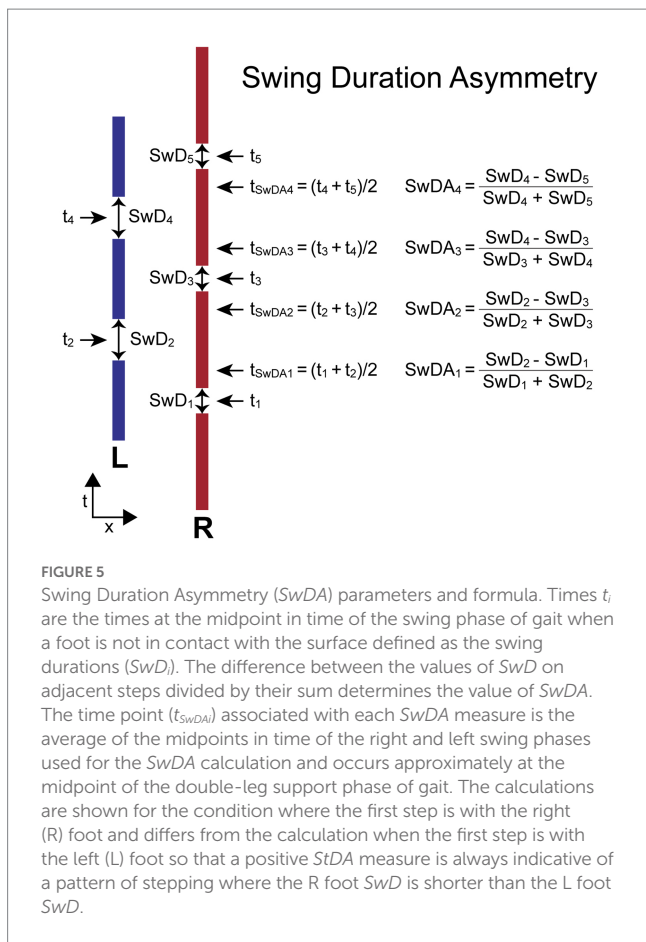 Swing Duration Asymmetry
SwD₅ t₅
t_SwDA4 = (t₄ + t₅)/2 SwDA₄ = (SwD₄ - SwD₅)/(SwD₄ + SwD₅)
t₄ SwD₄
t_SwDA3 = (t₃ + t₄)/2 SwDA₃ = (SwD₄ - SwD₃)/(SwD₃ + SwD₄)
SwD₃ t₃
t_SwDA2 = (t₂ + t₃)/2 SwDA₂ = (SwD₂ - SwD₃)/(SwD₂ + SwD₃)
t₂ SwD₂
t_SwDA1 = (t₁ + t₂)/2 SwDA₁ = (SwD₂ - SwD₁)/(SwD₁ + SwD₂)
SwD₁ t₁
L
t
x
R
FIGURE 5
Swing Duration Asymmetry (SwDA) parameters and formula. Times tᵢ
are the times at the midpoint in time of the swing phase of gait when
a foot is not in contact with the surface defined as the swing
durations (SwDᵢ). The difference between the values of SwD on
adjacent steps divided by their sum determines the value of SwDA.
The time point (t_SwDAi) associated with each SwDA measure is the
average of the midpoints in time of the right and left swing phases
used for the SwDA calculation and occurs approximately at the
midpoint of the double-leg support phase of gait. The calculations
are shown for the condition where the first step is with the right
(R) foot and differs from the calculation when the first step is with
the left (L) foot so that a positive StDA measure is always indicative of
a pattern of stepping where the R foot SwD is shorter than the L foot
SwD.